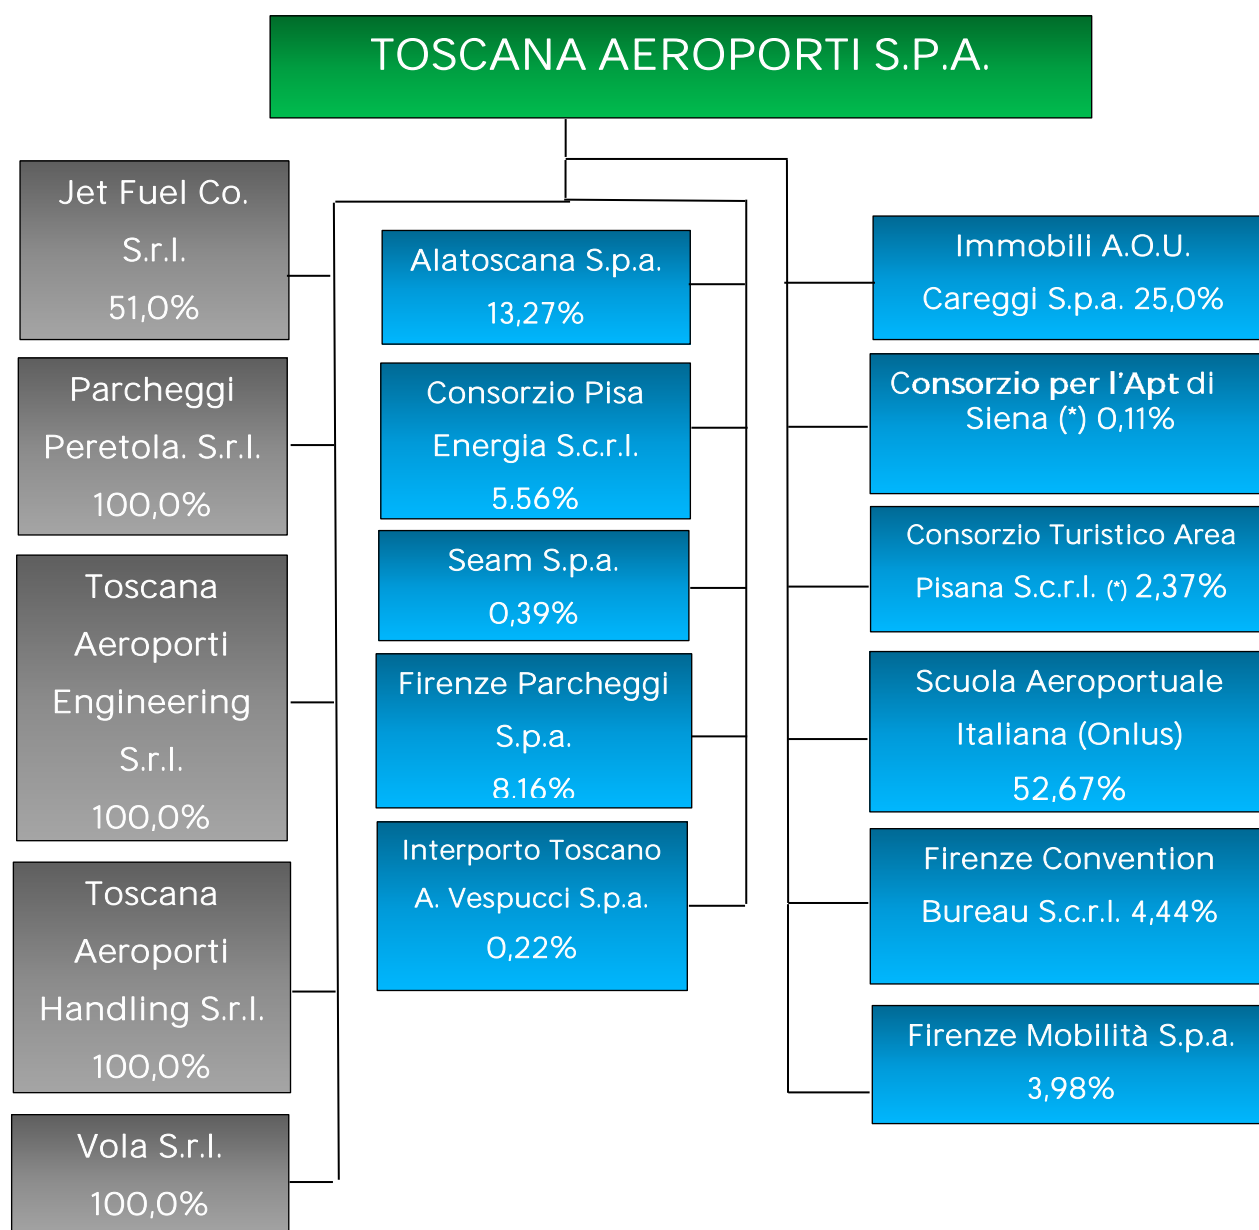 TOSCANA AEROPORTI S.P.A.
Jet Fuel Co.
S.r.l.
51,0%
Parcheggi
Peretola. S.r.l.
100,0%
Toscana
Aeroporti
Engineering
S.r.l.
100,0%
Toscana
Aeroporti
Handling S.r.l.
100,0%
Vola S.r.l.
100,0%
Alatoscana S.p.a.
13,27%
Consorzio Pisa
Energia S.c.r.l.
5.56%
Seam S.p.a.
0,39%
Firenze Parcheggi
S.p.a.
8.16%
Interporto Toscano
A. Vespucci S.p.a.
0,22%
Immobili A.O.U.
Careggi S.p.a. 25,0%
Consorzio per l’Apt di
Siena (*) 0,11%
Consorzio Turistico Area
Pisana S.c.r.l. (*) 2,37%
Scuola Aeroportuale
Italiana (Onlus)
52,67%
Firenze Convention
Bureau S.c.r.l. 4,44%
Firenze Mobilità S.p.a.
3,98%